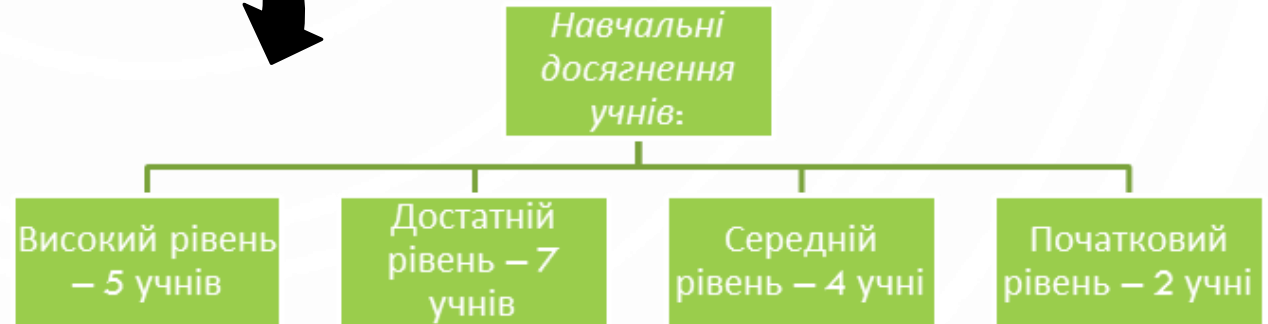 Навчальні
досягнення
учнів:
Високий рівень
– 5 учнів
Достатній
рівень – 7
учнів
Середній
рівень – 4 учні
Початковий
рівень – 2 учні